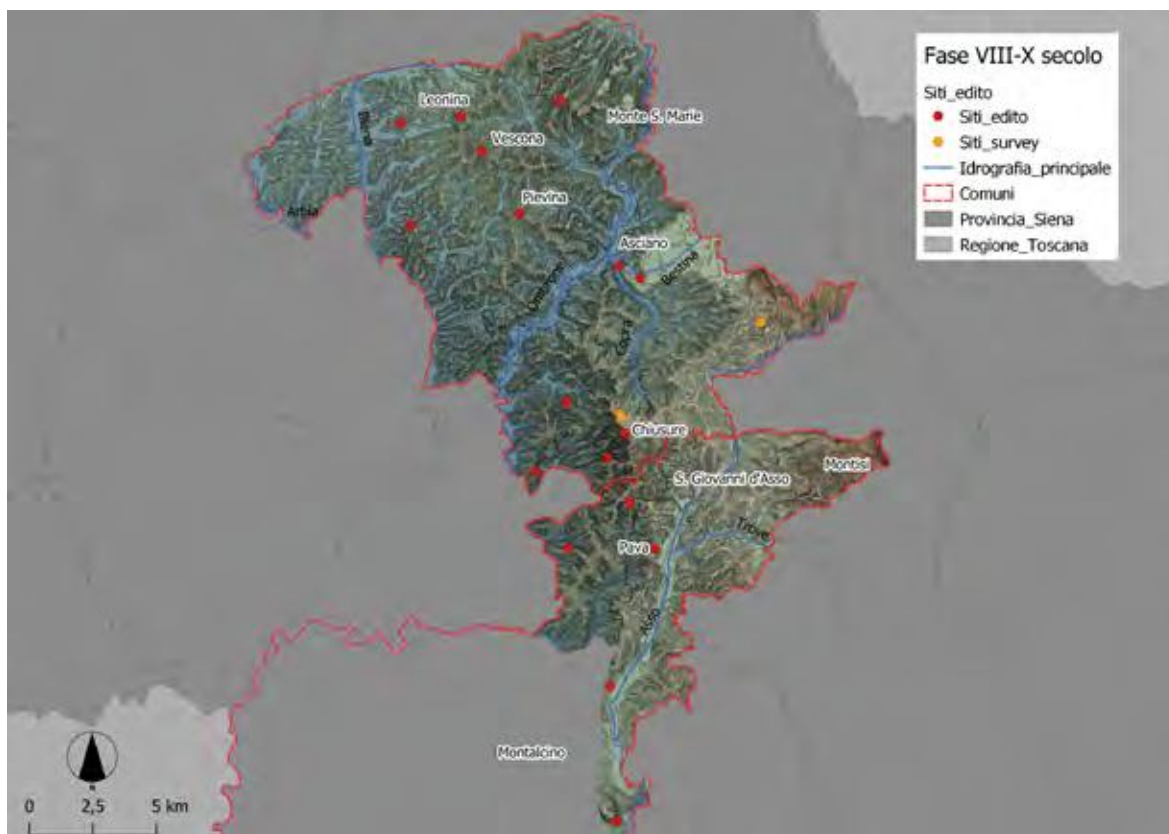 Fase VIII-X secolo
Siti_edito
Siti_edito
Siti_survey
Idrografia_principale
Comuni
Provincia_Siena
Regione_Toscana
Leonina
Monte S. Marie
Biena
Vescona
Pievina
Arbia
Asciano
Bestina
Ombrone
Copra
Chiusure
Montisi
S. Giovanni d'Asso
Trove
Pava
Asso
Montalcino
N
0 2,5 5 km